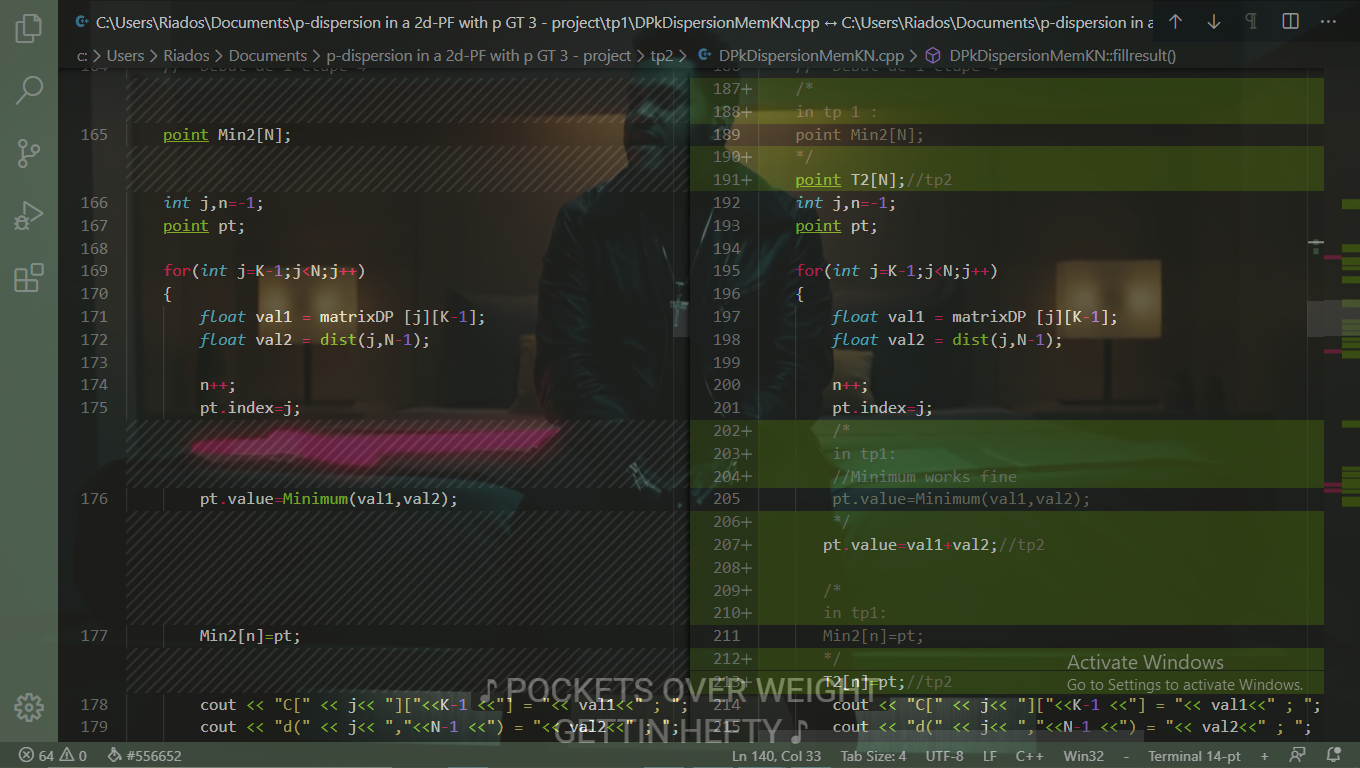 C:\Users\Riados\Documents\p-dispersion in a 2d-PF with p GT 3 - project\tp1\DPkDispersionMemKN.cpp ↔ C:\Users\Riados\Documents\p-dispersion in a
c: > Users > Riados > Documents > p-dispersion in a 2d-PF with p GT 3 - project > tp2 > DPkDispersionMemKN.cpp > DPkDispersionMemKN::fillresult()
165 point Min2[N];
166 int j,n=-1;
167 point pt;
168
169 for(int j=K-1;j<N;j++)
170 {
171 float val1 = matrixDP [j][K-1];
172 float val2 = dist(j,N-1);
173
174 n++;
175 pt.index=j;
176 pt.value=Minimum(val1,val2);
177 Min2[n]=pt;
178 cout << "C[" << j<< "]["<<K-1 <<"] = "<< val1<<" ; ";
179 cout << "d(" << j<< ","<<N-1 <<") = "<< val2<<" ; ";
187+ /*
188+ in tp 1 :
189 point Min2[N];
190+ */
191+ point T2[N];//tp2
192 int j,n=-1;
193 point pt;
194
195 for(int j=K-1;j<N;j++)
196 {
197 float val1 = matrixDP [j][K-1];
198 float val2 = dist(j,N-1);
199
200 n++;
201 pt.index=j;
202+ /*
203+ in tp1:
204+ //Minimum works fine
205 pt.value=Minimum(val1,val2);
206+ */
207+ pt.value=val1+val2;//tp2
208+
209+ /*
210+ in tp1:
211 Min2[n]=pt;
212+ */
213+ T2[n]=pt;//tp2
214 cout << "C[" << j<< "]["<<K-1 <<"] = "<< val1<<" ; ";
215 cout << "d(" << j<< ","<<N-1 <<") = "<< val2<<" ; ";
♪ POCKETS OVER WEIGHT
GETTIN HEFTY ♪
Activate Windows
Go to Settings to activate Windows.
64 0 #556652 Ln 140, Col 33 Tab Size: 4 UTF-8 LF C++ Win32 - Terminal 14-pt +